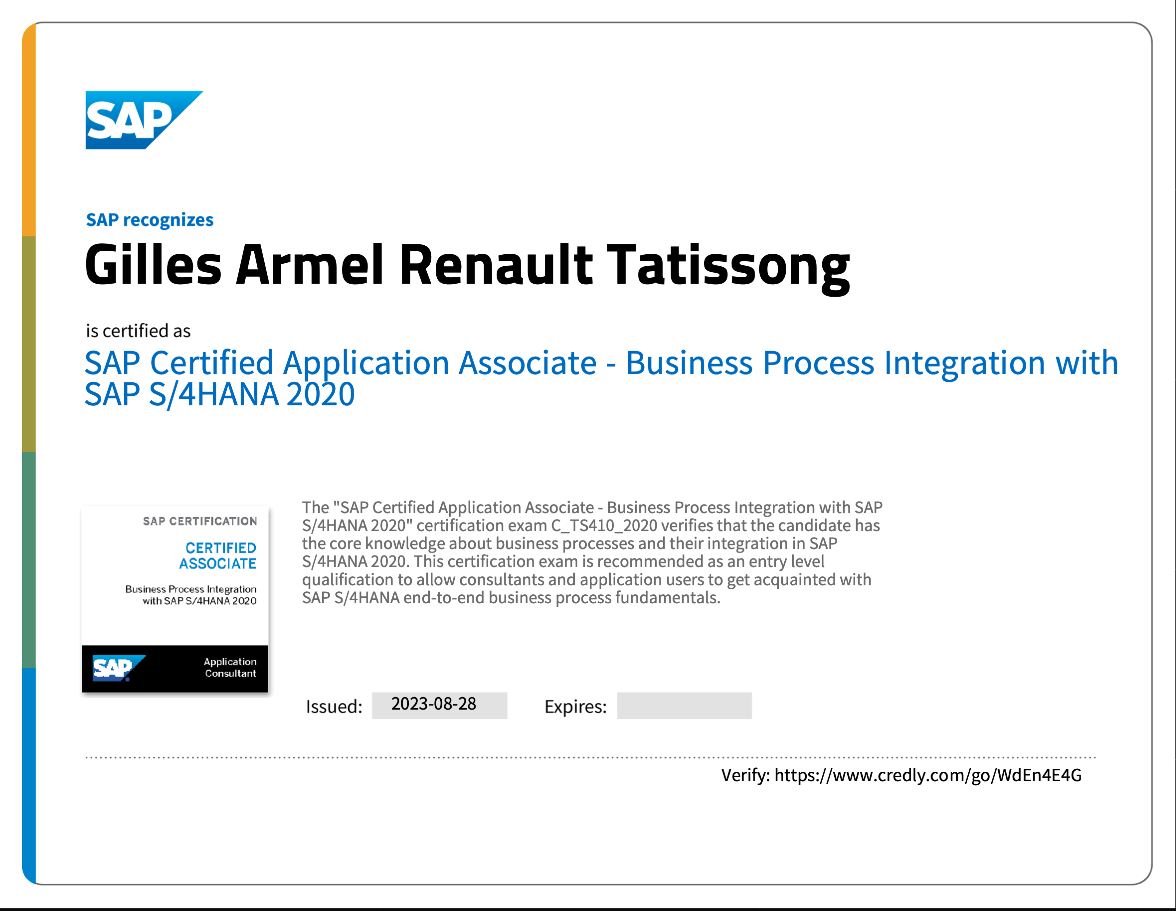 SAP
SAP recognizes
Gilles Armel Renault Tatissong
is certified as
SAP Certified Application Associate - Business Process Integration with
SAP S/4HANA 2020
SAP CERTIFICATION
CERTIFIED
ASSOCIATE
Business Process Integration
with SAP S/4HANA 2020
SAP
Application
Consultant
The "SAP Certified Application Associate - Business Process Integration with SAP
S/4HANA 2020" certification exam C_TS410_2020 verifies that the candidate has
the core knowledge about business processes and their integration in SAP
S/4HANA 2020. This certification exam is recommended as an entry level
qualification to allow consultants and application users to get acquainted with
SAP S/4HANA end-to-end business process fundamentals.
Issued: 2023-08-28 Expires:
Verify: https://www.credly.com/go/WdEn4E4G